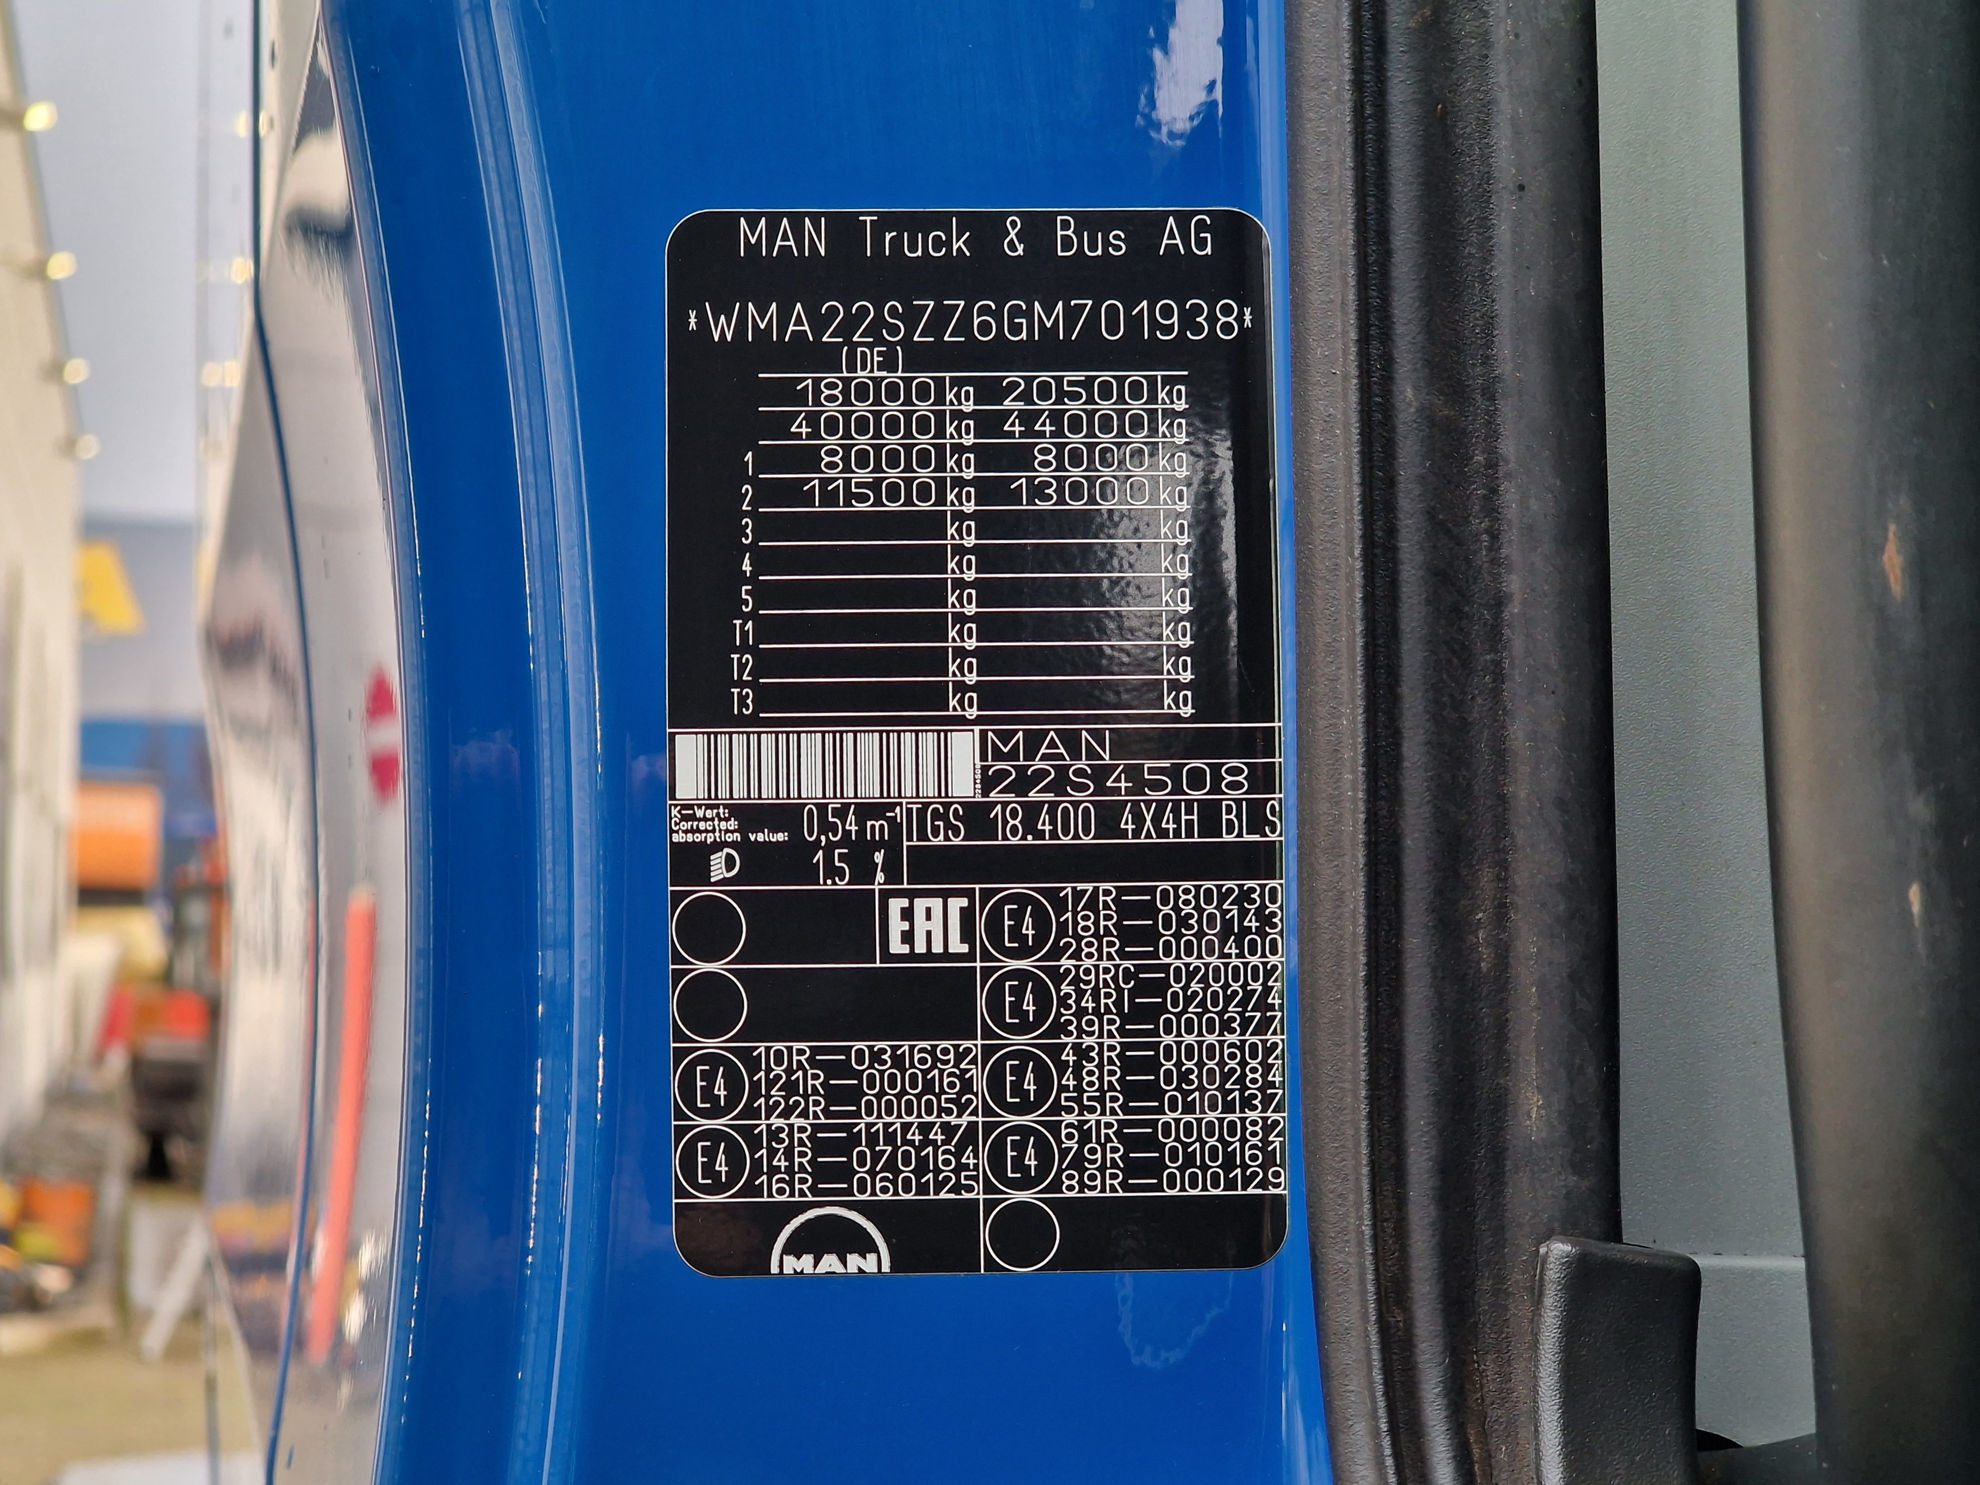 MAN Truck & Bus AG
*WMA22SZZ6GM701938*
(DE)
18000 kg 20500 kg
40000 kg 44000 kg
1 8000 kg 8000 kg
2 11500 kg 13000 kg
3 kg kg
4 kg kg
5 kg kg
T1 kg kg
T2 kg kg
T3 kg kg
22S4508
MAN
22S4508
K-Wert:
Corrected:
absorption value: 0,54 m⁻¹
1.5 %
TGS 18.400 4X4H BLS
EAC
E4
17R-080230
18R-030143
28R-000400
E4
29RC-020002
34RI-020274
39R-000377
E4
10R-031692
121R-000161
122R-000052
E4
43R-000602
48R-030284
55R-010137
E4
13R-111447
14R-070164
16R-060125
E4
61R-000082
79R-010161
89R-000129
MAN